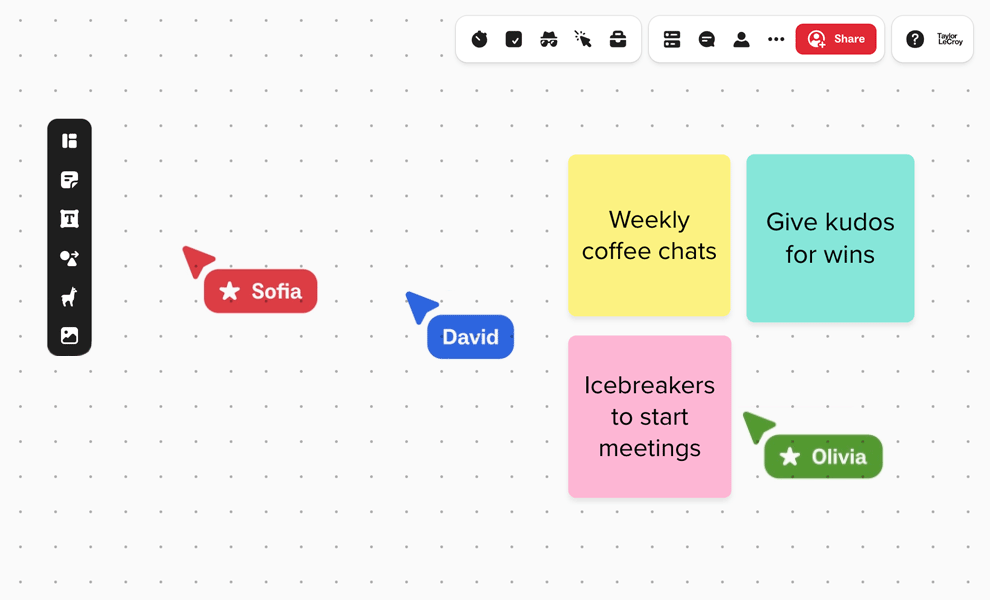 Share
?
Taylor
LeCroy
T
Weekly
coffee chats
Give kudos
for wins
Sofia
David
Icebreakers
to start
meetings
Olivia